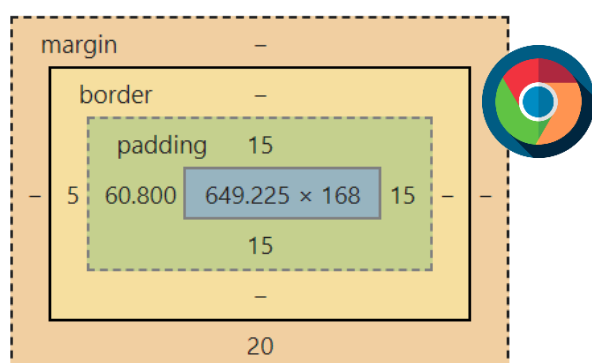 margin –
border –
padding 15
– 5 60.800 649.225 × 168 15 – –
15
–
20